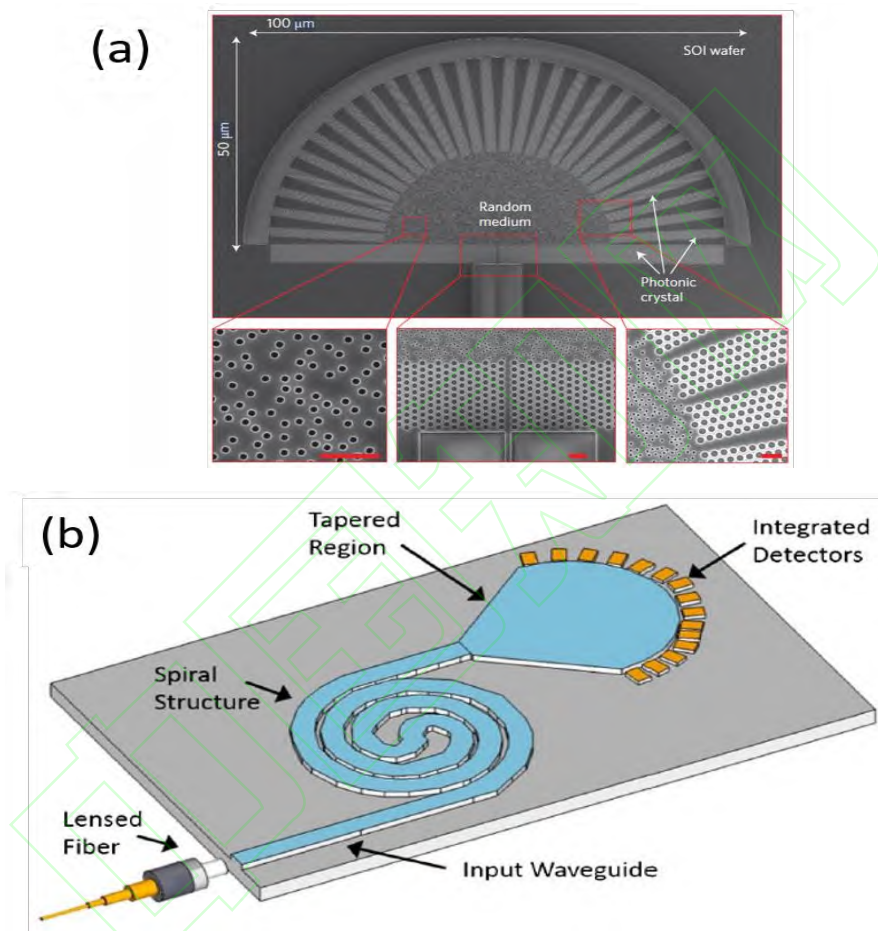 (a)
100 μm
SOI wafer
50 μm
Random
medium
Photonic
crystal
(b)
Tapered
Region
Integrated
Detectors
Spiral
Structure
Lensed
Fiber
Input Waveguide